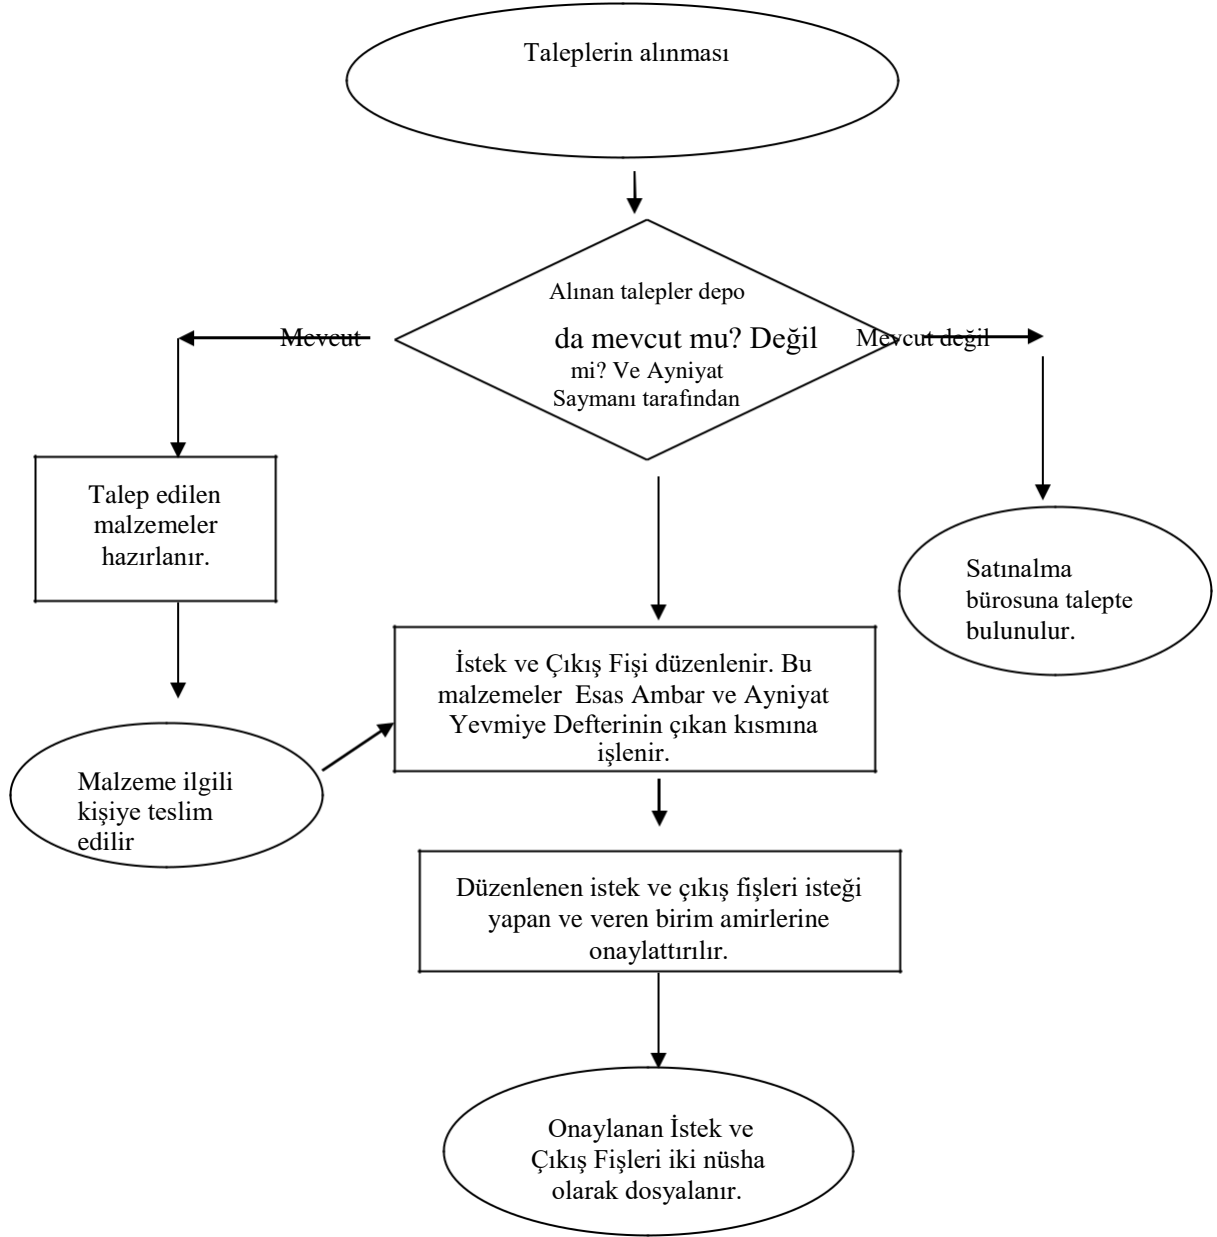 Taleplerin alınması
Alınan talepler depo
da mevcut mu? Değil
mi? Ve Ayniyat
Saymanı tarafından
Mevcut
Mevcut değil
Talep edilen
malzemeler
hazırlanır.
Satınalma
bürosuna talepte
bulunulur.
İstek ve Çıkış Fişi düzenlenir. Bu
malzemeler Esas Ambar ve Ayniyat
Yevmiye Defterinin çıkan kısmına
işlenir.
Malzeme ilgili
kişiye teslim
edilir
Düzenlenen istek ve çıkış fişleri isteği
yapan ve veren birim amirlerine
onaylattırılır.
Onaylanan İstek ve
Çıkış Fişleri iki nüsha
olarak dosyalanır.